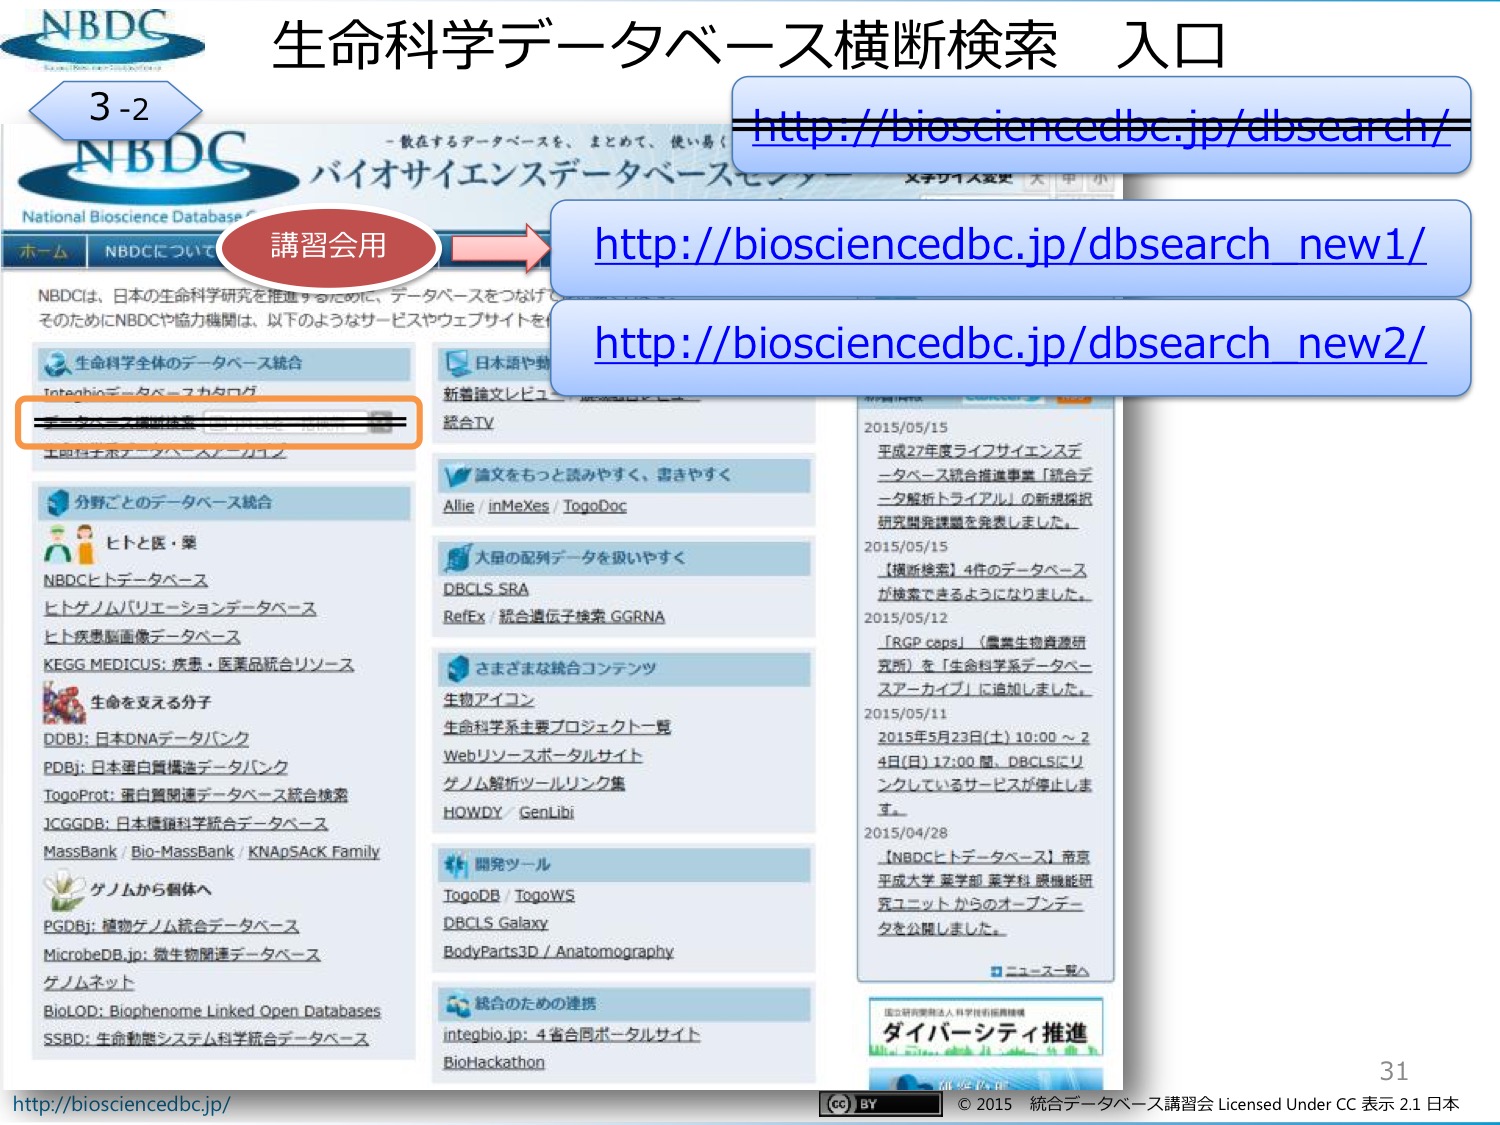 NBDC
生命科学データベース横断検索　入口
3 -2
http://biosciencedbc.jp/dbsearch/
NBDC
- 散在するデータベースを、まとめて、使い易く
バイオサイエンスデータベースセンター
文字サイズ変更 大 中 小
National Bioscience Database
講習会用
http://biosciencedbc.jp/dbsearch_new1/
ホーム
NBDCについて
http://biosciencedbc.jp/dbsearch_new2/
NBDCは、日本の生命科学研究を推進するために、データベースをつなげて
そのためにNBDCや協力機関は、以下のようなサービスやウェブサイトを
生命科学全体のデータベース統合
Integbioデータベースカタログ
データベース横断検索
生命科学系データベースアーカイブ
分野ごとのデータベース統合
ヒトと医・薬
NBDCヒトデータベース
ヒトゲノムバリエーションデータベース
ヒト疾患脳画像データベース
KEGG MEDICUS: 疾患・医薬品統合リソース
生命を支える分子
DDBJ: 日本DNAデータバンク
PDBj: 日本蛋白質構造データバンク
TogoProt: 蛋白質関連データベース統合検索
JCGGDB: 日本糖鎖科学統合データベース
MassBank / Bio-MassBank / KNApSAcK Family
ゲノムから個体へ
PGDBj: 植物ゲノム統合データベース
MicrobeDB.jp: 微生物関連データベース
ゲノムネット
BioLOD: Biophenome Linked Open Databases
SSBD: 生命動態システム科学統合データベース
日本語や動
新着論文レビュー
統合TV
論文をもっと読みやすく、書きやすく
Allie / inMeXes / TogoDoc
大量の配列データを扱いやすく
DBCLS SRA
RefEx / 統合遺伝子検索 GGRNA
さまざまな統合コンテンツ
生物アイコン
生命科学系主要プロジェクト一覧
Webリソースポータルサイト
ゲノム解析ツールリンク集
HOWDY / GenLibi
開発ツール
TogoDB / TogoWS
DBCLS Galaxy
BodyParts3D / Anatomography
統合のための連携
integbio.jp: 4省合同ポータルサイト
BioHackathon
新着情報
2015/05/15
平成27年度ライフサイエンスデ
ータベース統合推進事業「統合デ
ータ解析トライアル」の新規採択
研究開発課題を発表しました。
2015/05/15
【横断検索】4件のデータベース
が検索できるようになりました。
2015/05/12
「RGP caps」（農業生物資源研
究所）を「生命科学系データベー
スアーカイブ」に追加しました。
2015/05/11
2015年5月23日(土) 10:00 ～ 2
4日(日) 17:00 間、DBCLSにリ
ンクしているサービスが停止しま
す。
2015/04/28
【NBDCヒトデータベース】帝京
平成大学 薬学部 薬学科 膜機能研
究ユニット からのオープンデー
タを公開しました。
ニュース一覧へ
国立研究開発法人 科学技術振興機構
ダイバーシティ推進
31
http://biosciencedbc.jp/
cc BY
© 2015　統合データベース講習会 Licensed Under CC 表示 2.1 日本